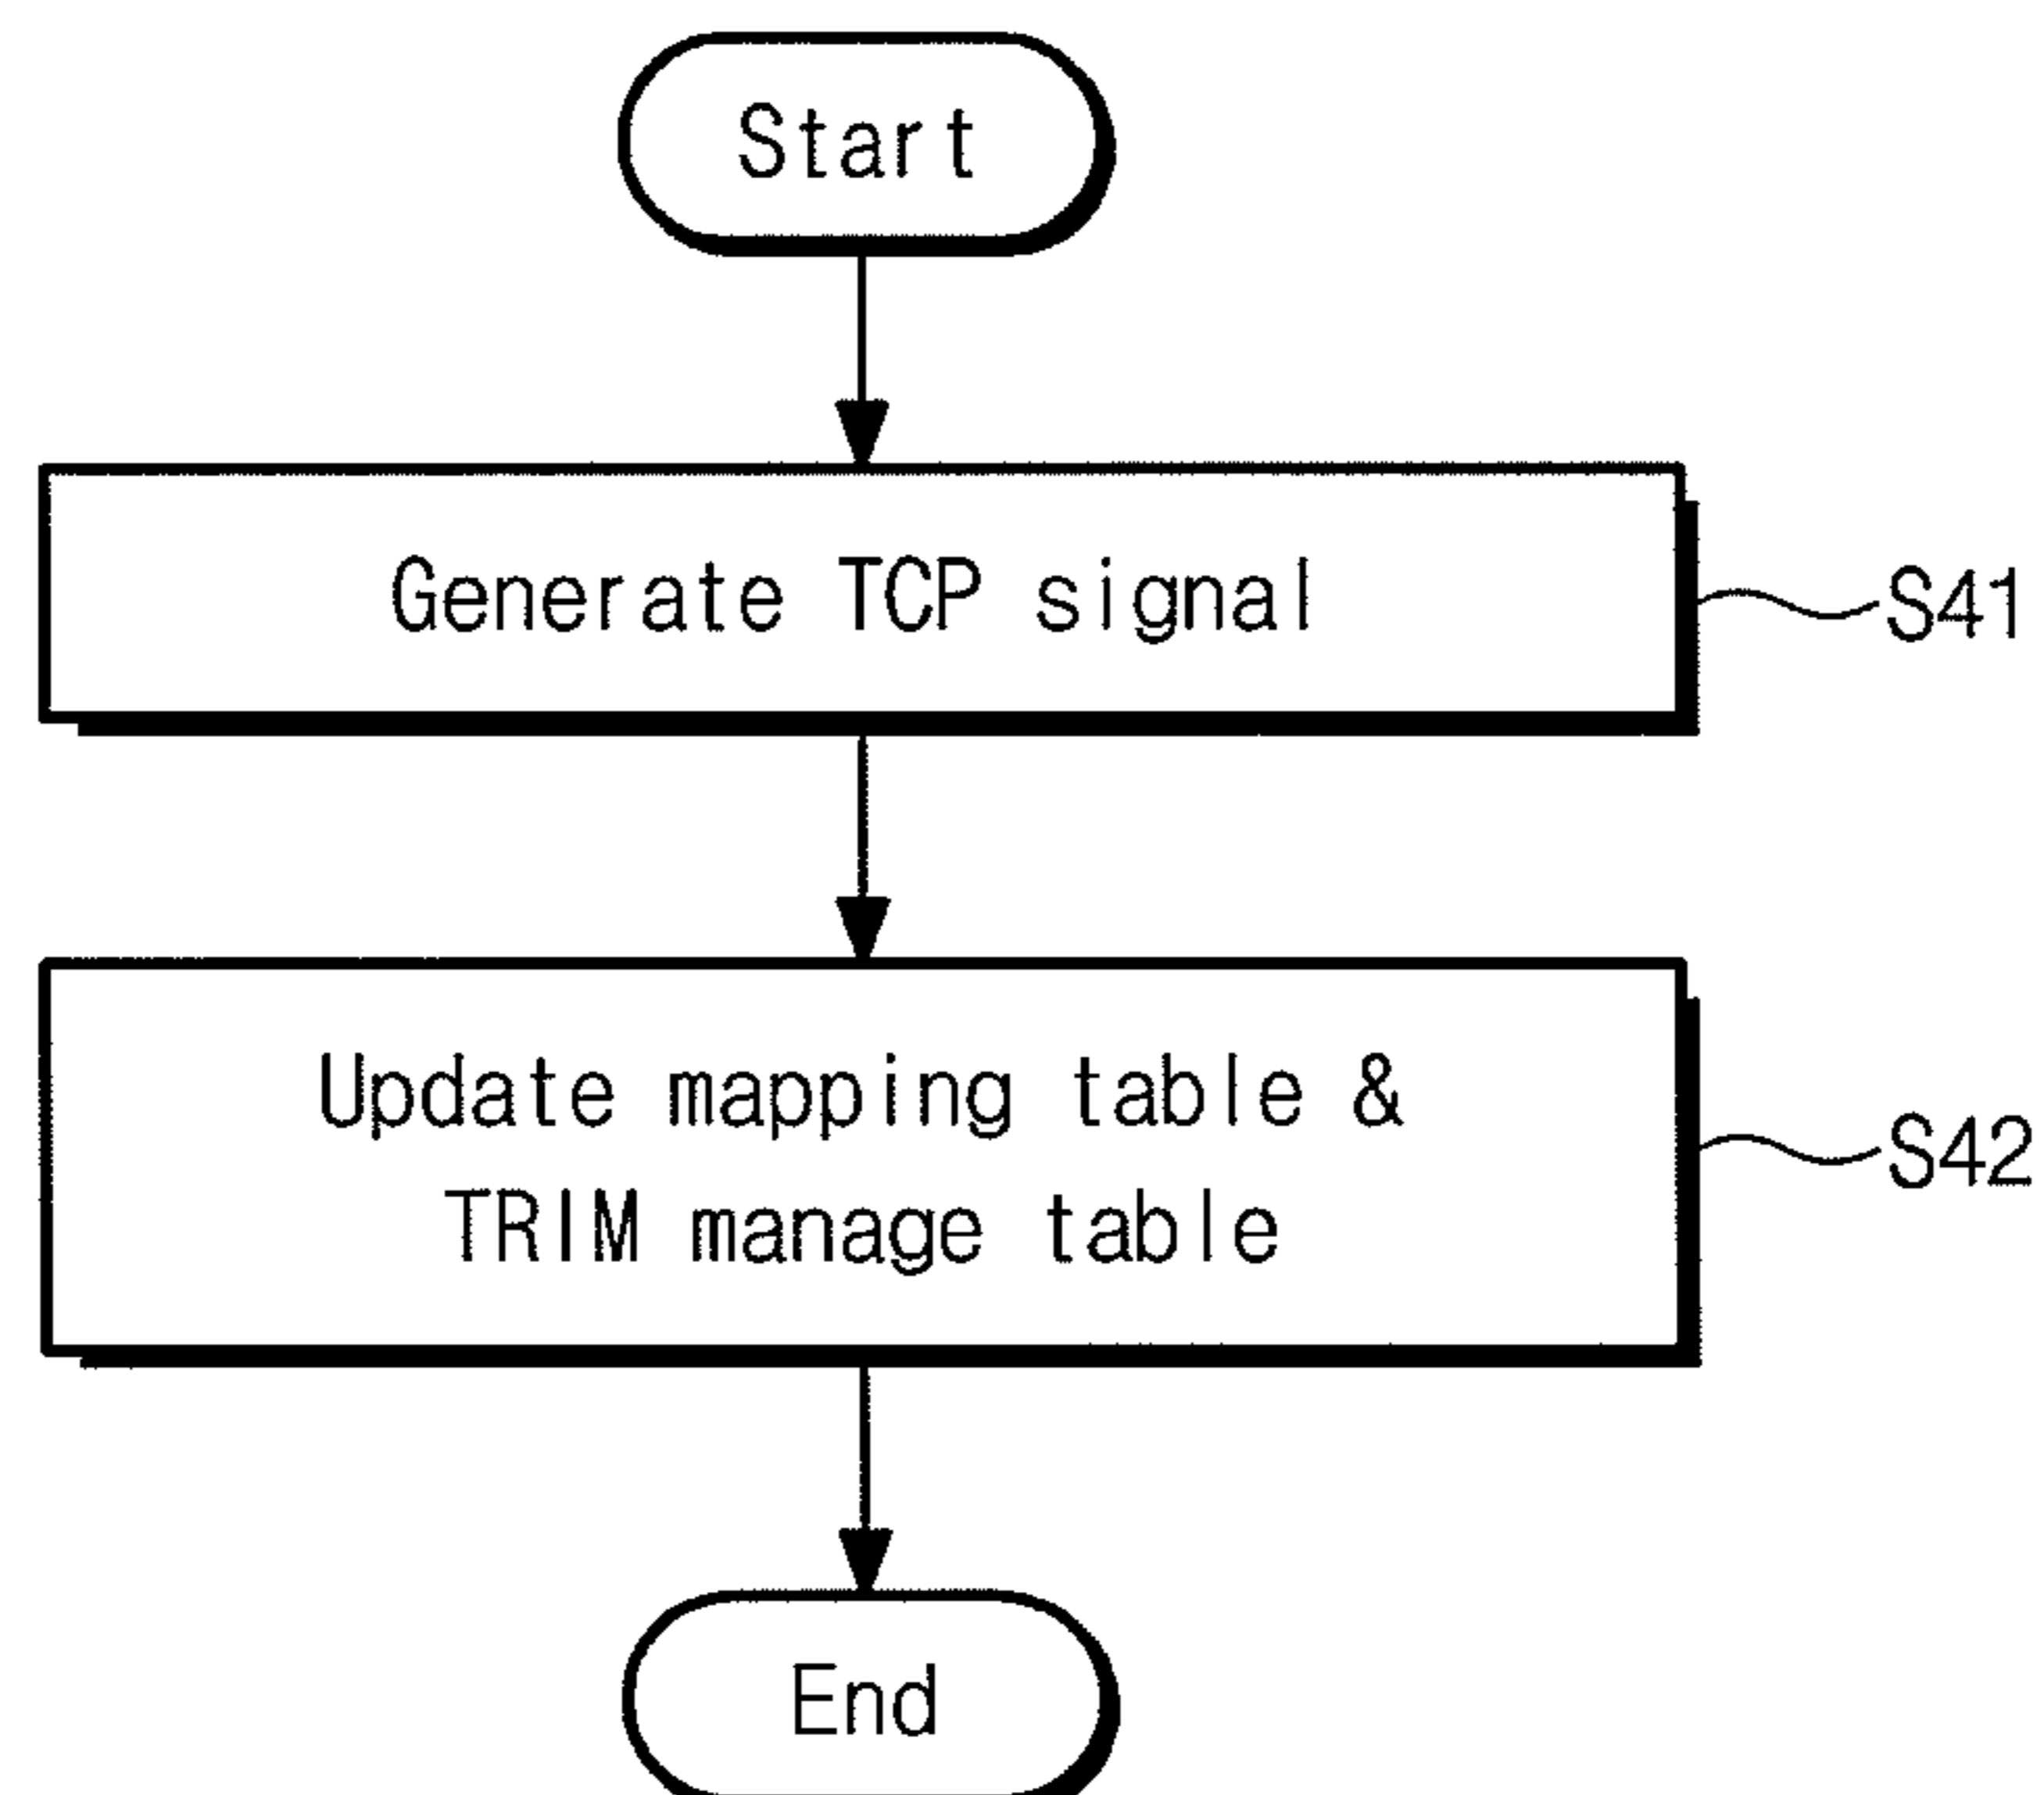 Start
Generate TCP signal
S41
Update mapping table &
TRIM manage table
S42
End